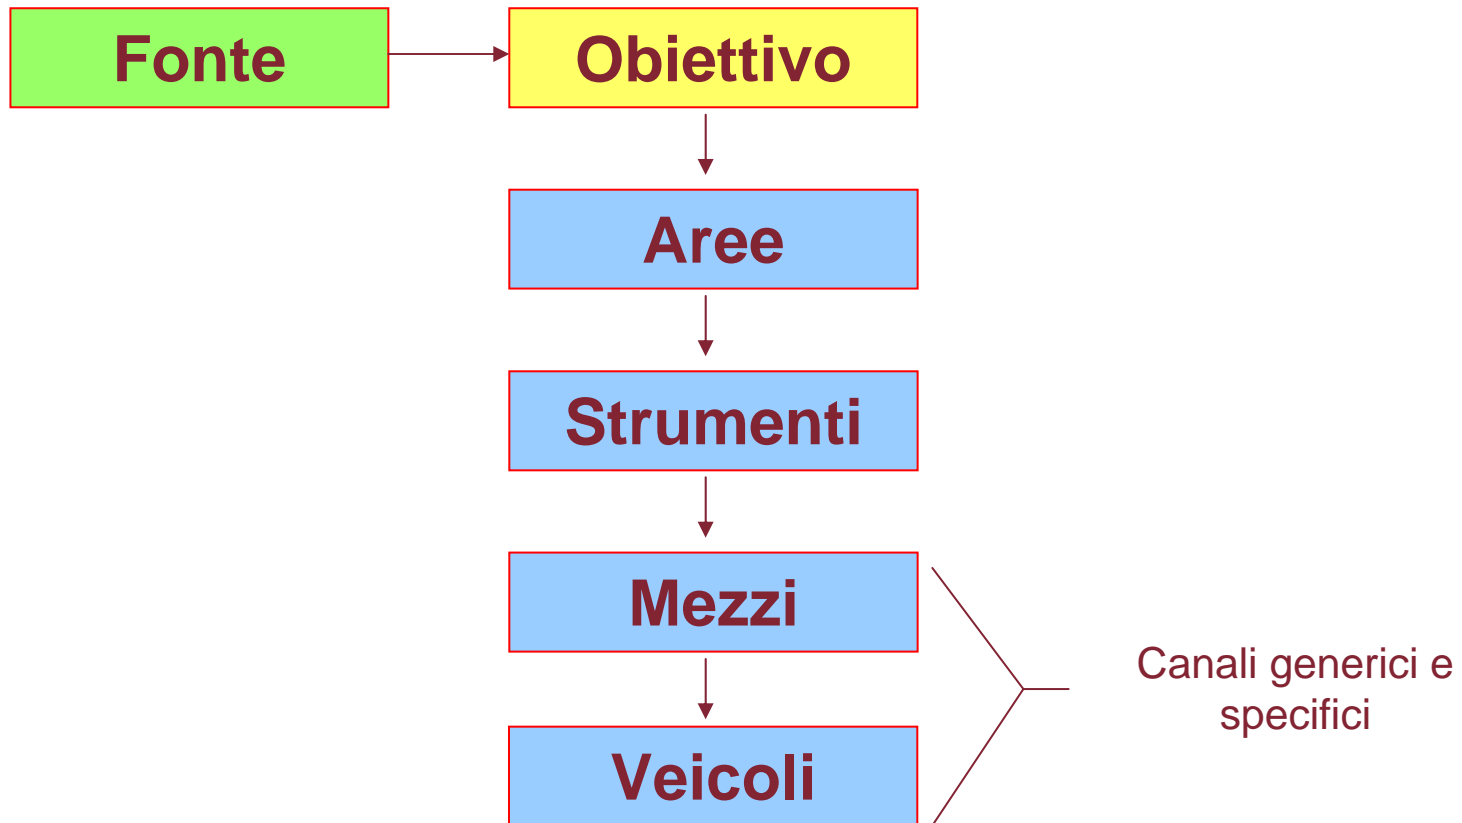 Fonte
Obiettivo
Aree
Strumenti
Mezzi
Canali generici e
specifici
Veicoli